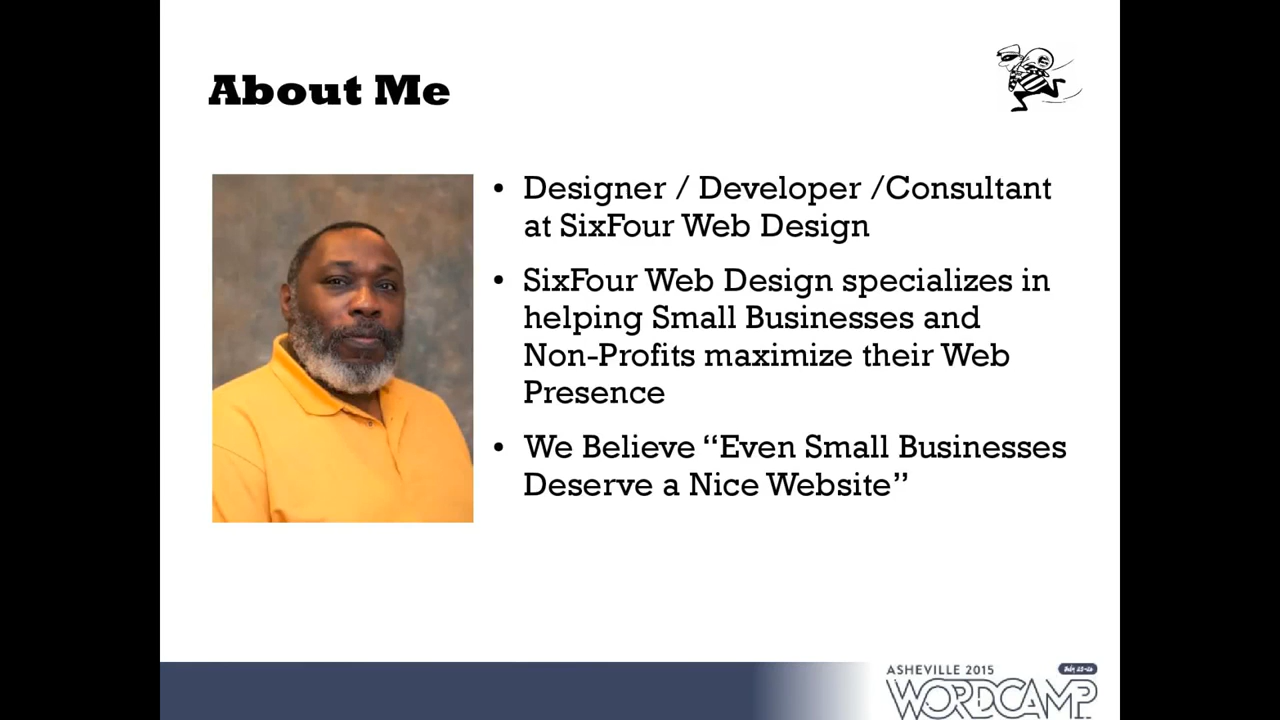 About Me
• Designer / Developer /Consultant
at SixFour Web Design
• SixFour Web Design specializes in
helping Small Businesses and
Non-Profits maximize their Web
Presence
• We Believe “Even Small Businesses
Deserve a Nice Website”
ASHEVILLE 2015
WORDCAMP